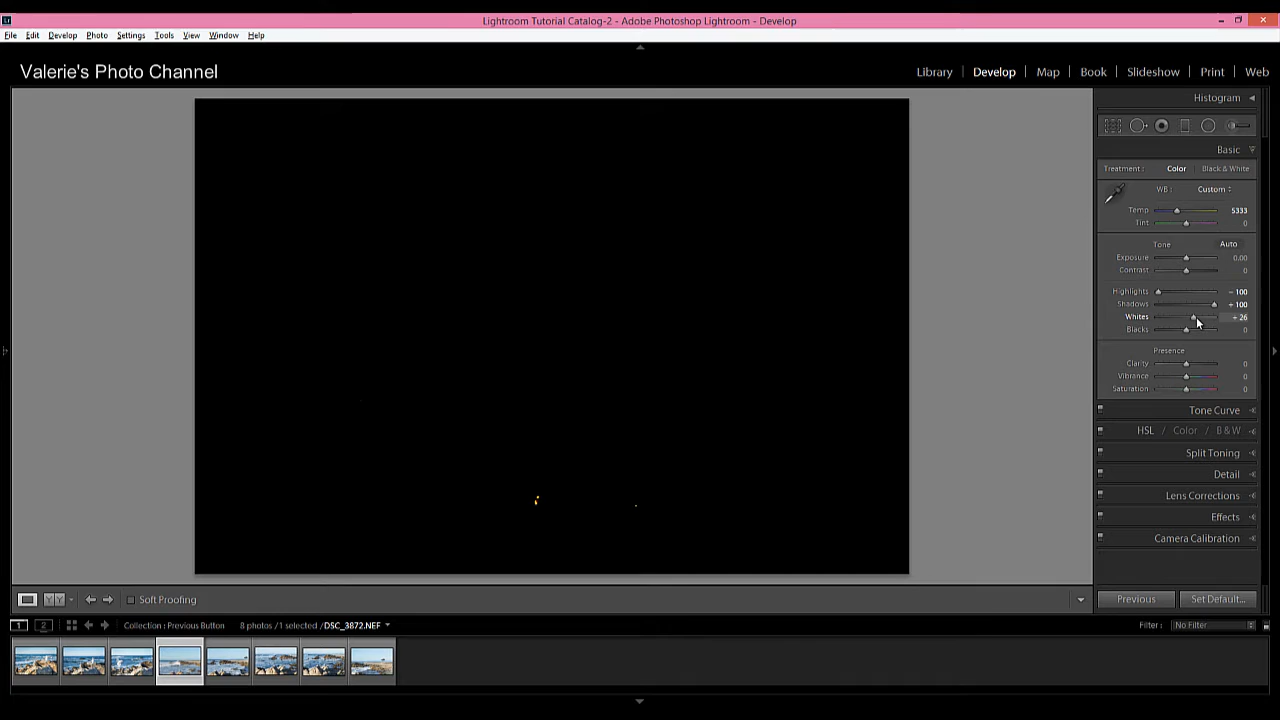 Lightroom Tutorial Catalog-2 - Adobe Photoshop Lightroom - Develop
File Edit Develop Photo Settings Tools View Window Help
Valerie's Photo Channel
Library | Develop | Map | Book | Slideshow | Print | Web
Histogram
Basic
Treatment : Color | Black & White
WB : Custom
Temp 5333
Tint 0
Tone Auto
Exposure 0.00
Contrast 0
Highlights - 100
Shadows + 100
Whites + 26
Blacks 0
Presence
Clarity 0
Vibrance 0
Saturation 0
Tone Curve
HSL / Color / B & W
Split Toning
Detail
Lens Corrections
Effects
Camera Calibration
Y Y Soft Proofing Previous Set Default...
1 2 Collection : Previous Button 8 photos / 1 selected / DSC_3872.NEF Filter : No Filter